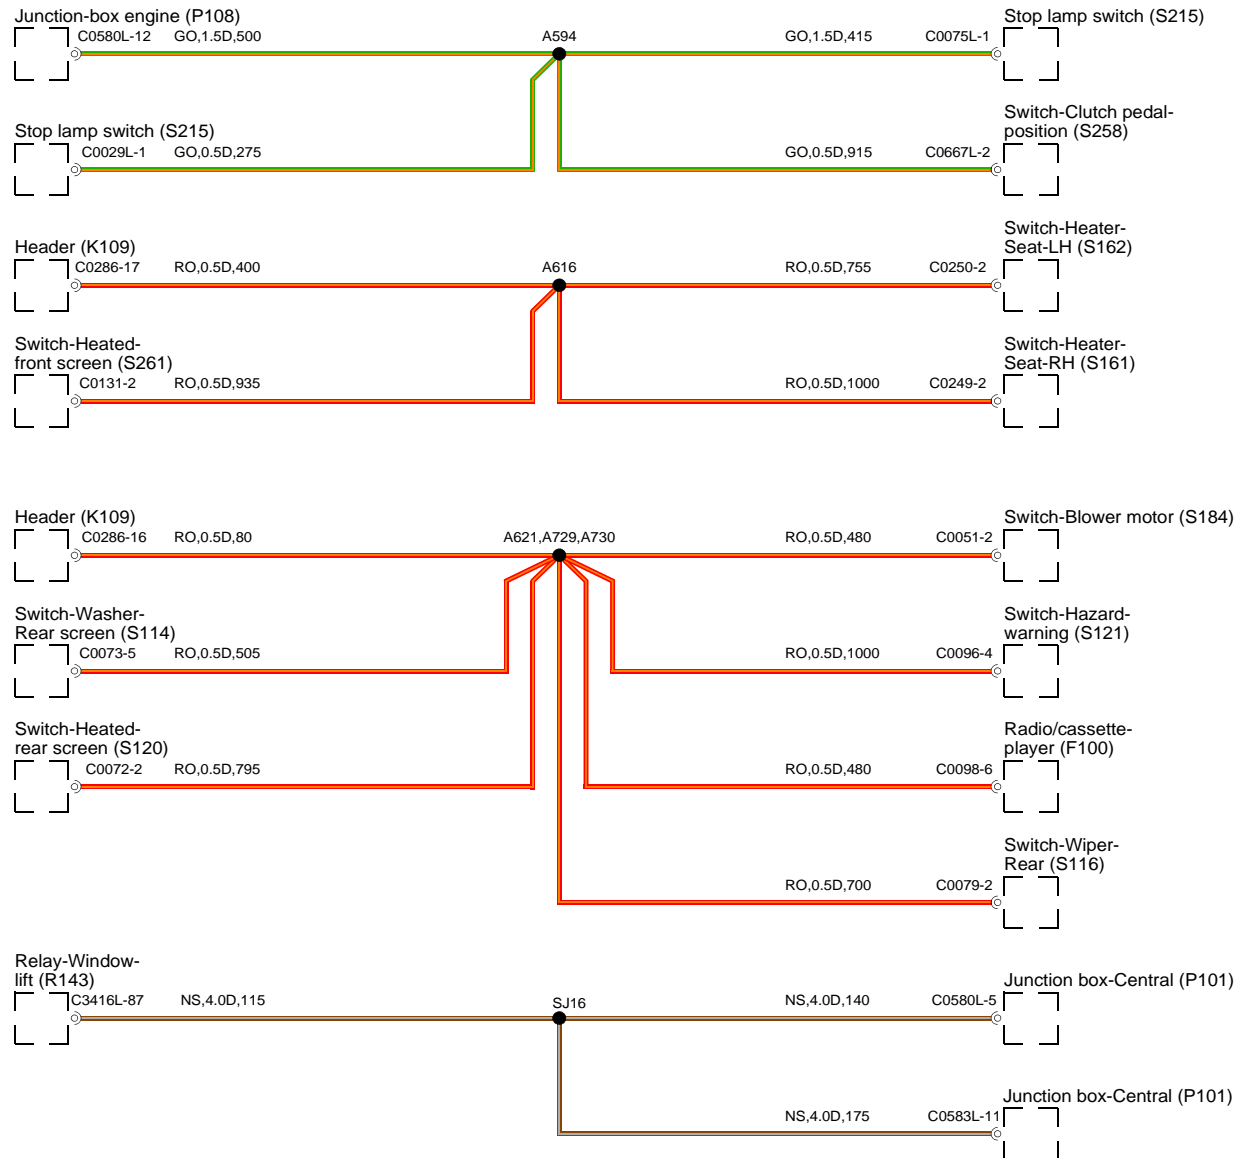 Junction-box engine (P108)
C0580L-12 GO,1.5D,500
A594
GO,1.5D,415 C0075L-1
Stop lamp switch (S215)
Stop lamp switch (S215)
C0029L-1 GO,0.5D,275
GO,0.5D,915 C0667L-2
Switch-Clutch pedal-
position (S258)
Header (K109)
C0286-17 RO,0.5D,400
A616
RO,0.5D,755 C0250-2
Switch-Heater-
Seat-LH (S162)
Switch-Heated-
front screen (S261)
C0131-2 RO,0.5D,935
RO,0.5D,1000 C0249-2
Switch-Heater-
Seat-RH (S161)
Header (K109)
C0286-16 RO,0.5D,80
A621,A729,A730
RO,0.5D,480 C0051-2
Switch-Blower motor (S184)
Switch-Washer-
Rear screen (S114)
C0073-5 RO,0.5D,505
RO,0.5D,1000 C0096-4
Switch-Hazard-
warning (S121)
Switch-Heated-
rear screen (S120)
C0072-2 RO,0.5D,795
RO,0.5D,480 C0098-6
Radio/cassette-
player (F100)
RO,0.5D,700 C0079-2
Switch-Wiper-
Rear (S116)
Relay-Window-
lift (R143)
C3416L-87 NS,4.0D,115
SJ16
NS,4.0D,140 C0580L-5
Junction box-Central (P101)
NS,4.0D,175 C0583L-11
Junction box-Central (P101)